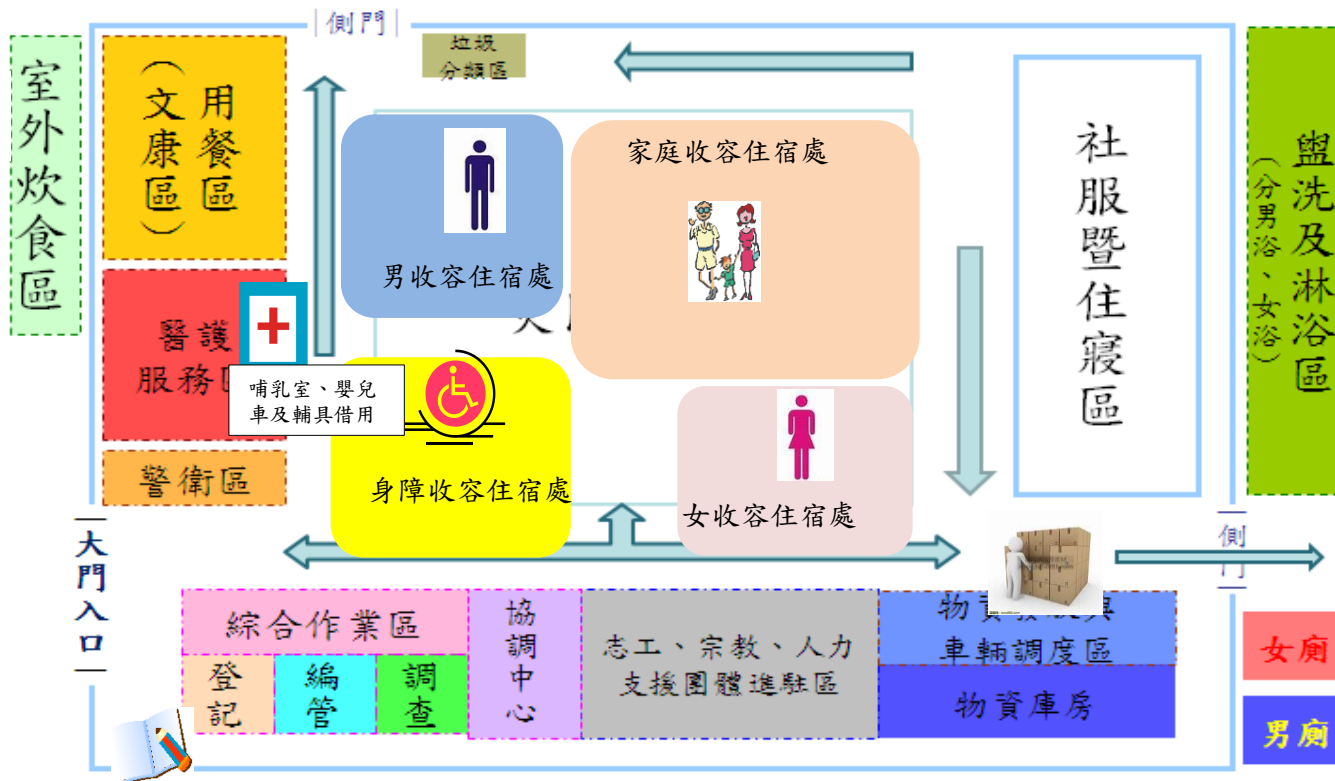 側門
垃圾
分類區
室外炊食區
用餐區
（文康區）
男收容住宿處
家庭收容住宿處
社服暨住寢區
盥洗及淋浴區
（分男浴、女浴）
醫護
服務
哺乳室、嬰兒
車及輔具借用
身障收容住宿處
女收容住宿處
警衛區
大門入口
側
綜合作業區
登記
編管
調查
協調中心
志工、宗教、人力
支援團體進駐區
物資
車輛調度區
物資庫房
女廁
男廁